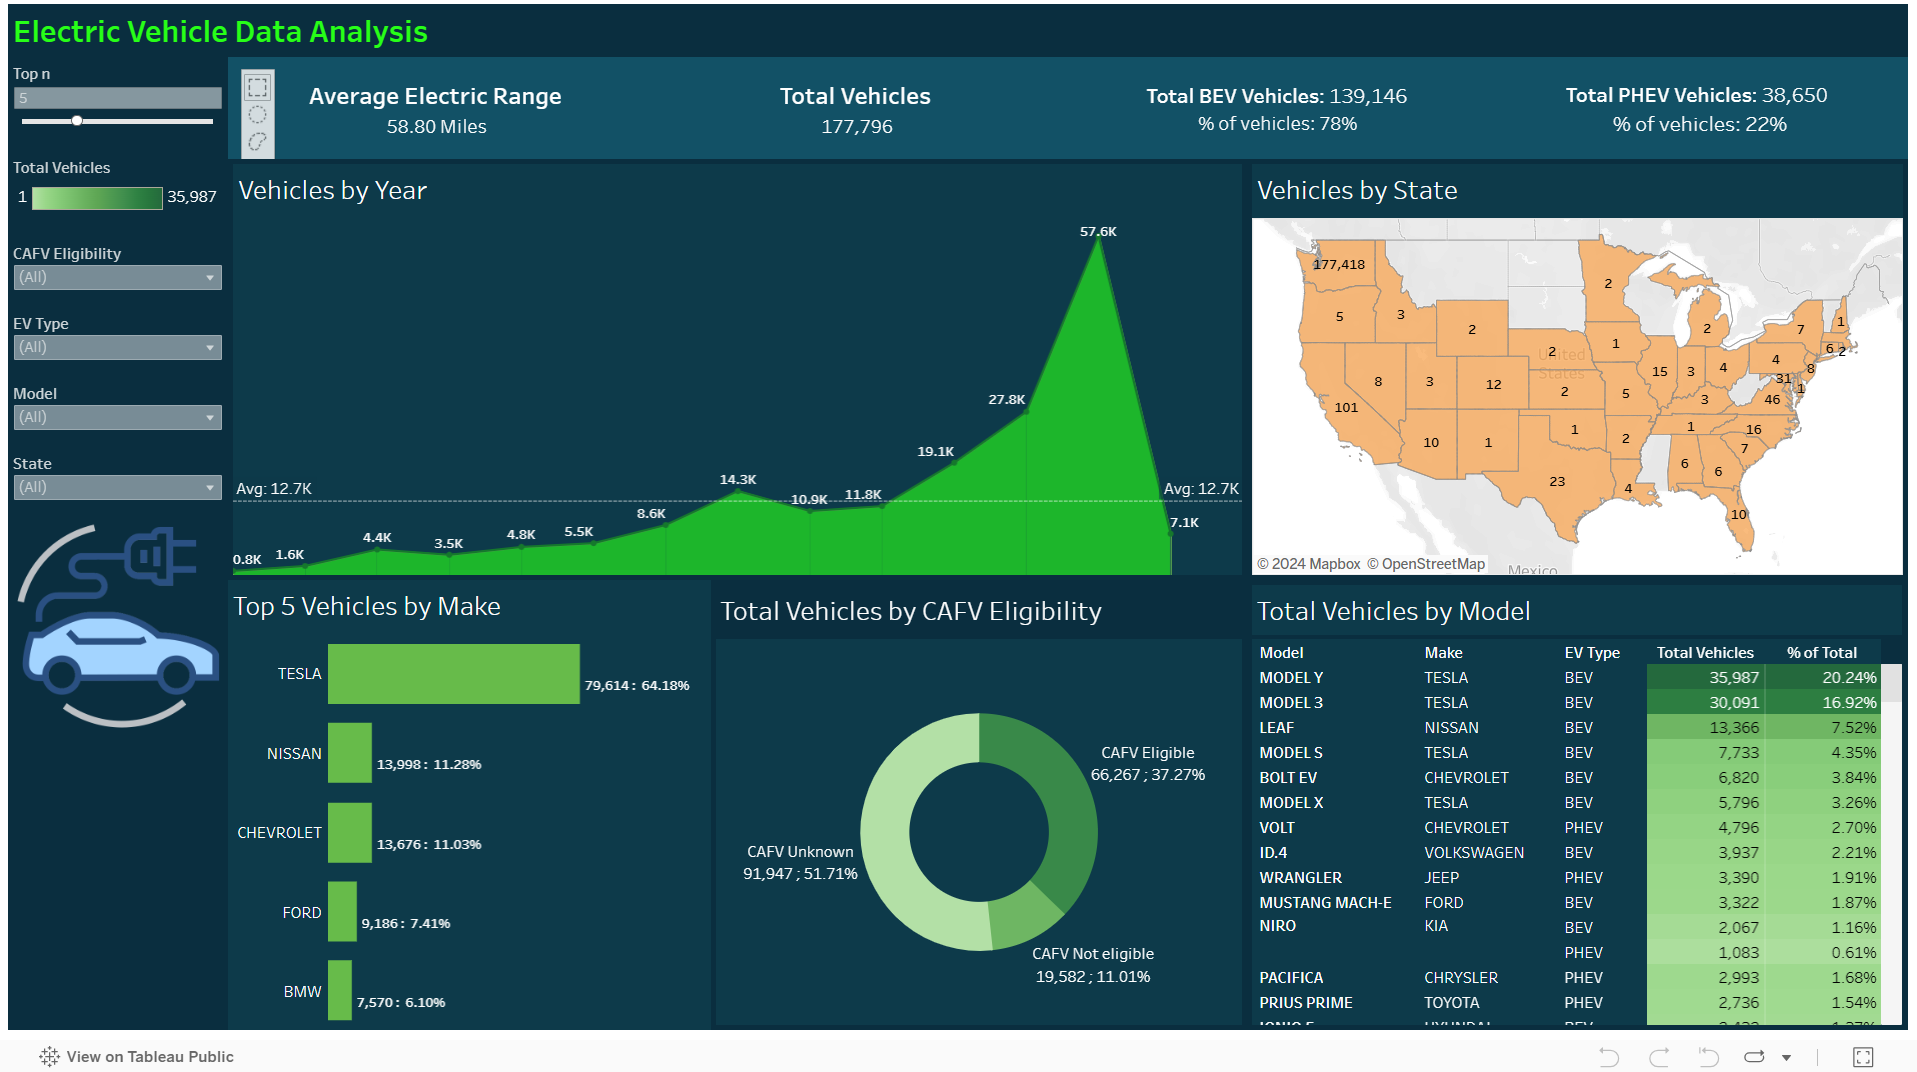 Electric Vehicle Data Analysis
Top n
5
Total Vehicles
1
35,987
CAFV Eligibility
(All)
EV Type
(All)
Model
(All)
State
(All)
Average Electric Range
58.80 Miles
Total Vehicles
177,796
Total BEV Vehicles: 139,146
% of vehicles: 78%
Total PHEV Vehicles: 38,650
% of vehicles: 22%
Vehicles by Year
57.6K
27.8K
19.1K
14.3K
10.9K
11.8K
8.6K
Avg: 12.7K
Avg: 12.7K
7.1K
5.5K
4.8K
4.4K
3.5K
1.6K
0.8K
Vehicles by State
177,418
2
5
3
2
2
7
1
1
2
6
2
8
3
12
2
15
3
4
4
8
31
1
101
2
5
3
46
10
1
1
2
1
16
7
23
4
6
6
10
United
States
Mexico
© 2024 Mapbox © OpenStreetMap
Top 5 Vehicles by Make
TESLA
79,614: 64.18%
NISSAN
13,998: 11.28%
CHEVROLET
13,676: 11.03%
FORD
9,186: 7.41%
BMW
7,570: 6.10%
Total Vehicles by CAFV Eligibility
CAFV Eligible
66,267 ; 37.27%
CAFV Unknown
91,947 ; 51.71%
CAFV Not eligible
19,582 ; 11.01%
Total Vehicles by Model
Model Make EV Type Total Vehicles % of Total
MODEL Y TESLA BEV 35,987 20.24%
MODEL 3 TESLA BEV 30,091 16.92%
LEAF NISSAN BEV 13,366 7.52%
MODEL S TESLA BEV 7,733 4.35%
BOLT EV CHEVROLET BEV 6,820 3.84%
MODEL X TESLA BEV 5,796 3.26%
VOLT CHEVROLET PHEV 4,796 2.70%
ID.4 VOLKSWAGEN BEV 3,937 2.21%
WRANGLER JEEP PHEV 3,390 1.91%
MUSTANG MACH-E FORD BEV 3,322 1.87%
NIRO KIA BEV 2,067 1.16%
PHEV 1,083 0.61%
PACIFICA CHRYSLER PHEV 2,993 1.68%
PRIUS PRIME TOYOTA PHEV 2,736 1.54%
View on Tableau Public